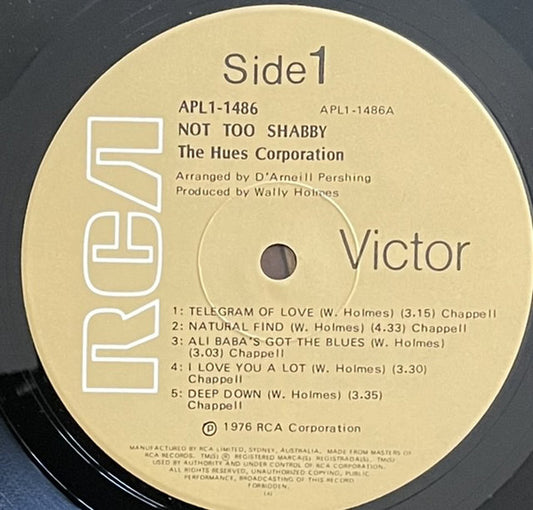 Side 1
APL1-1486 APL1-1486A
NOT TOO SHABBY
The Hues Corporation
Arranged by D'Arneill Pershing
Produced by Wally Holmes
RCA
Victor
1: TELEGRAM OF LOVE (W. Holmes) (3.15) Chappell
2: NATURAL FIND (W. Holmes) (4.33) Chappell
3: ALI BABA'S GOT THE BLUES (W. Holmes)
(3.03) Chappell
4: I LOVE YOU A LOT (W. Holmes) (3.30)
Chappell
5: DEEP DOWN (W. Holmes) (3.35)
Chappell
Ⓟ 1976 RCA Corporation
MANUFACTURED BY RCA LIMITED, SYDNEY, AUSTRALIA. MADE FROM MASTERS OF
RCA RECORDS. TM(S) ® REGISTERED MARCA(S) REGISTRADA(S). TM(S)
USED BY AUTHORITY AND UNDER CONTROL OF RCA CORPORATION.
ALL RIGHTS RESERVED, UNAUTHORIZED COPYING, PUBLIC
PERFORMANCE, BROADCASTING OF THIS RECORD
FORBIDDEN.